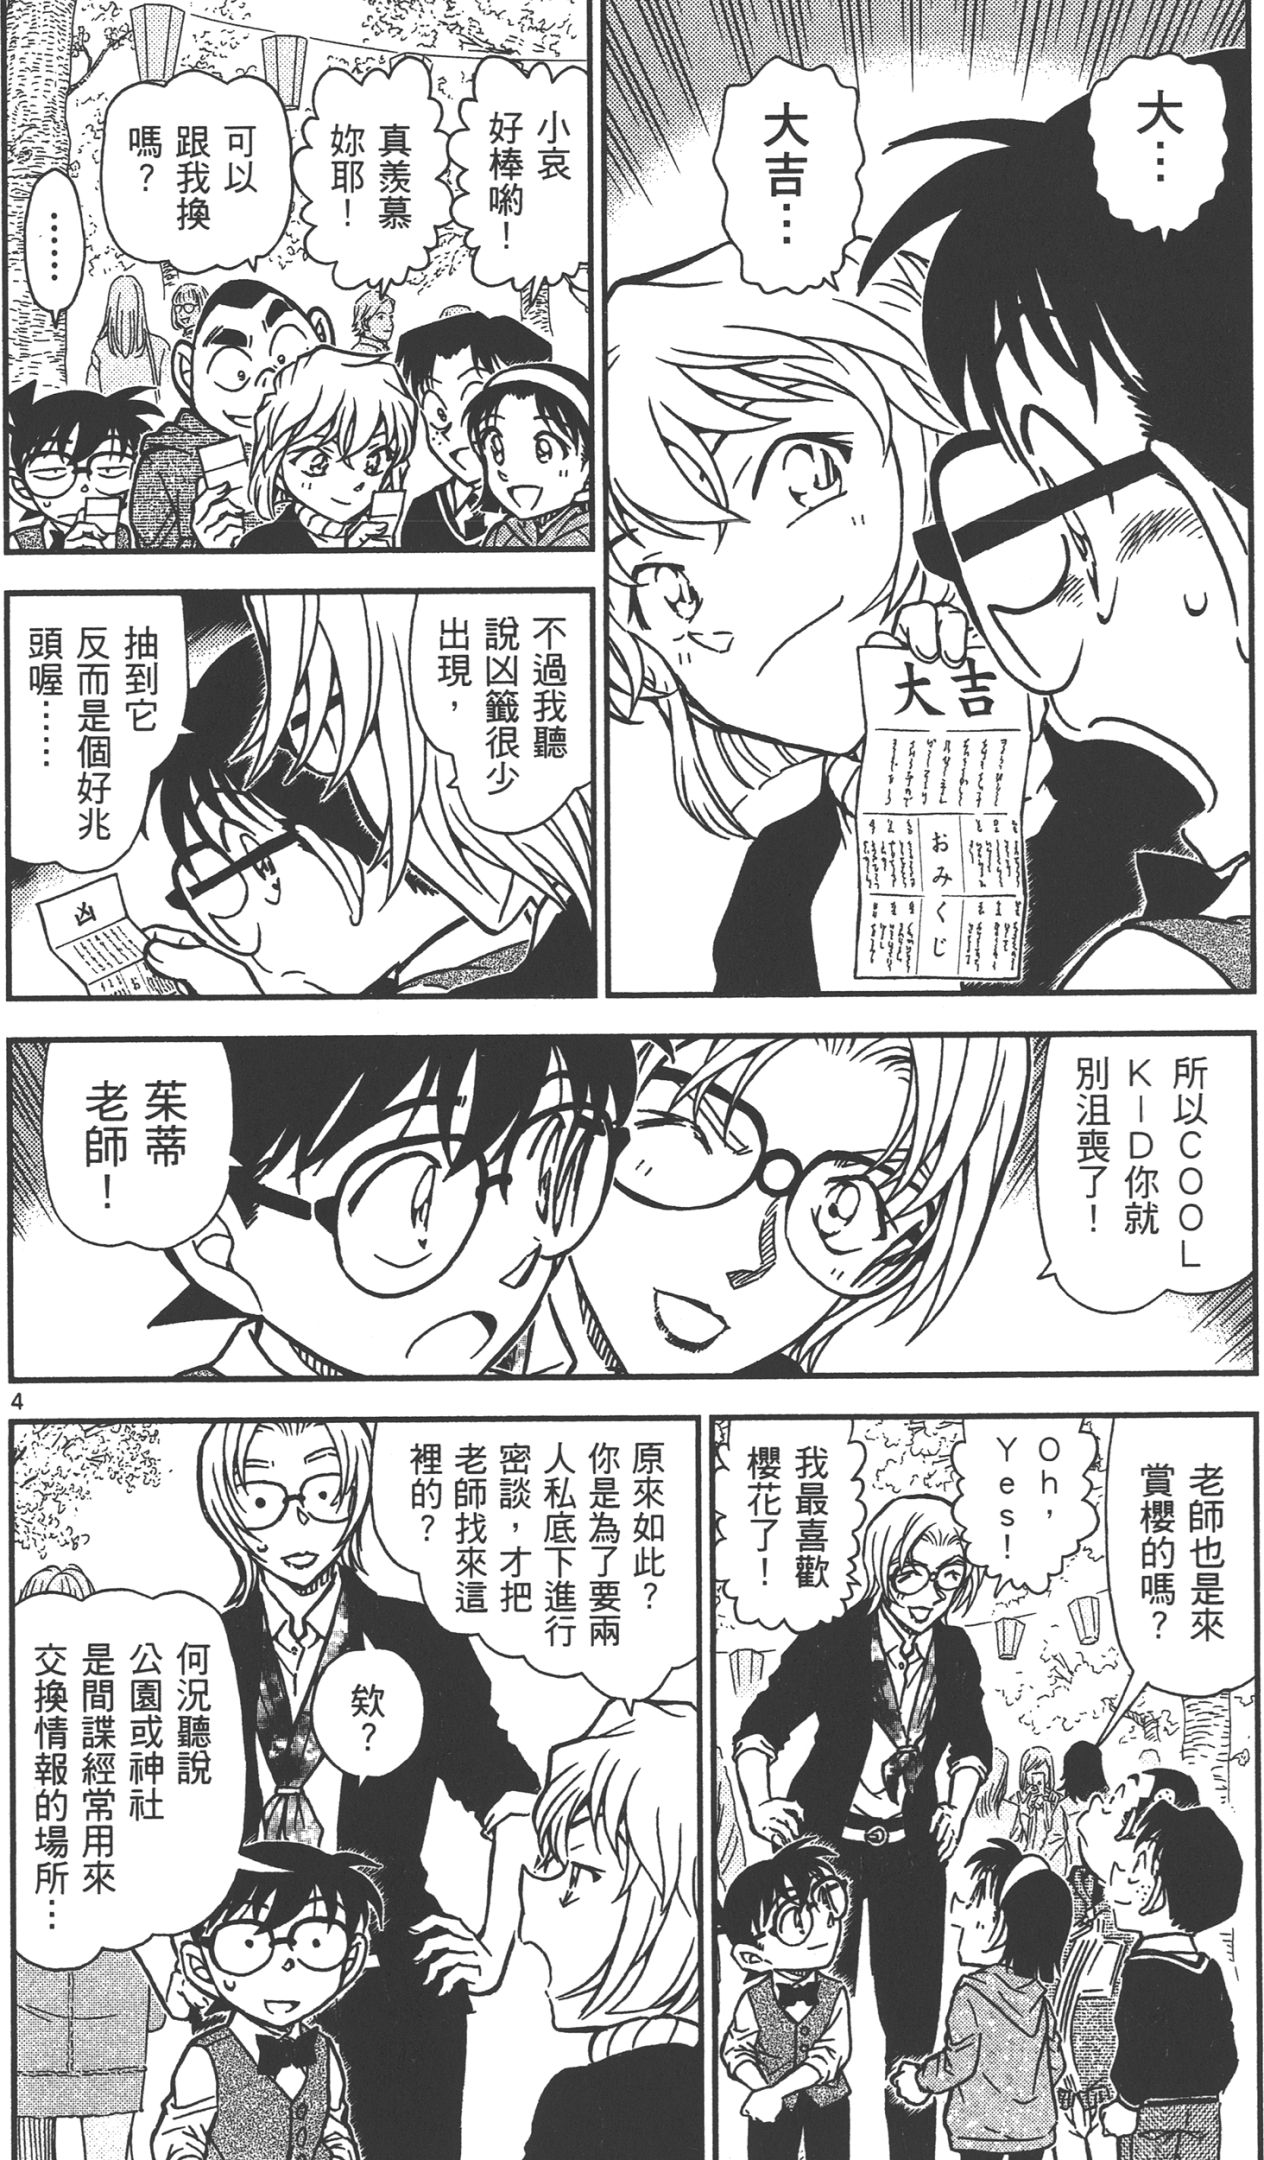 大…
大吉…
大吉
おみくじ
小哀
好棒喲！
真羨慕
妳耶！
可以
跟我換
嗎？
……
不過我聽
說凶籤很少
出現，
抽到它
反而是個好兆
頭喔……
凶
所以COOL
KID你就
別沮喪了！
茱蒂
老師！
4
老師也是來
賞櫻的嗎？
Oh,
Yes!
我最喜歡
櫻花了！
原來如此？
你是為了要兩
人私底下進行
密談，才把
老師找來這
裡的？
欸？
何況聽說
公園或神社
是間諜經常用來
交換情報的場所…